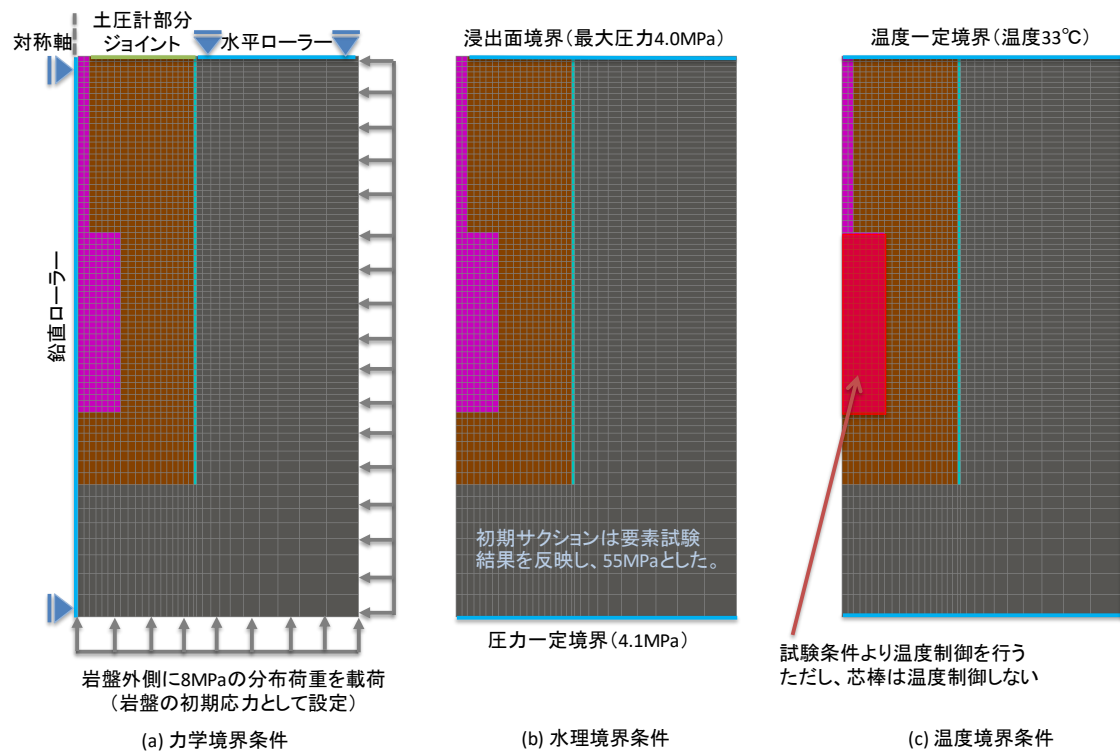 対称軸
土圧計部分
ジョイント
水平ローラー
鉛直ローラー
岩盤外側に8MPaの分布荷重を載荷
（岩盤の初期応力として設定）
(a) 力学境界条件
浸出面境界（最大圧力4.0MPa）
初期サクションは要素試験
結果を反映し、55MPaとした。
圧力一定境界（4.1MPa）
(b) 水理境界条件
温度一定境界（温度33℃）
試験条件より温度制御を行う
ただし、芯棒は温度制御しない
(c) 温度境界条件